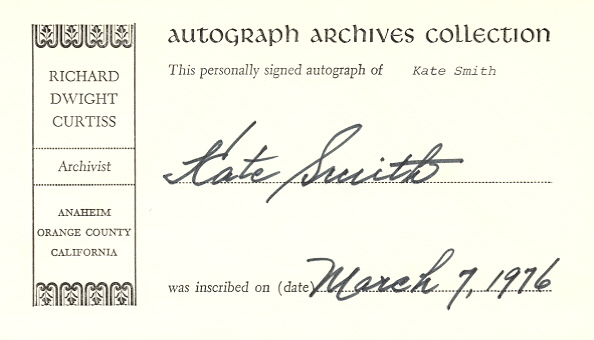 RICHARD
DWIGHT
CURTISS
Archivist
ANAHEIM
ORANGE COUNTY
CALIFORNIA
autograph archives collection
This personally signed autograph of Kate Smith
Kate Smith
was inscribed on (date) March 7, 1976